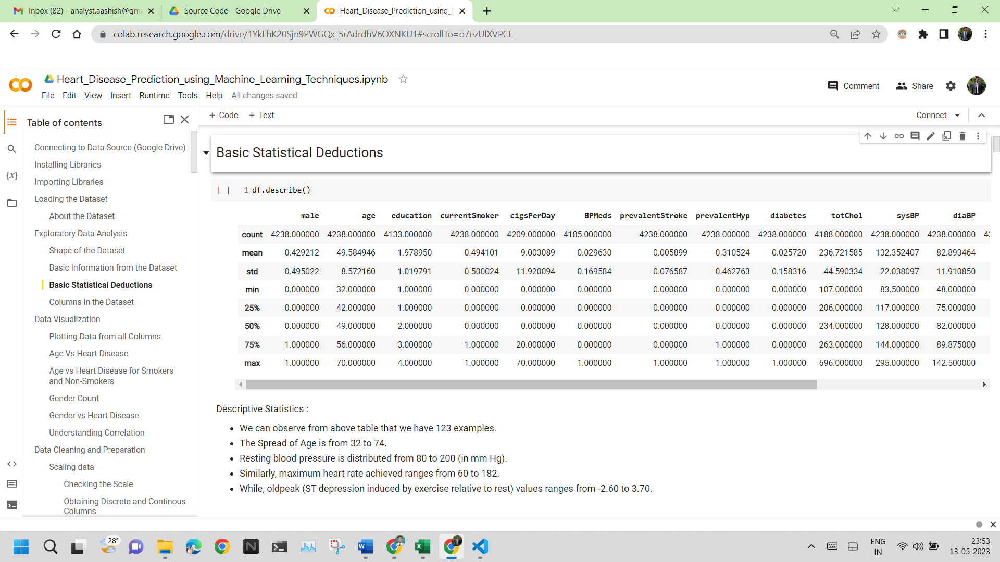 Inbox (82) - analyst.aashish@gm
Source Code - Google Drive
Heart_Disease_Prediction_using_
colab.research.google.com/drive/1YkLhK20Sjn9PWGQx_5rAdrdhV6OXNKU1#scrollTo=o7ezUlXVPCL_
Heart_Disease_Prediction_using_Machine_Learning_Techniques.ipynb
File Edit View Insert Runtime Tools Help All changes saved
Comment Share
Table of contents
Connecting to Data Source (Google Drive)
Installing Libraries
Importing Libraries
Loading the Dataset
About the Dataset
Exploratory Data Analysis
Shape of the Dataset
Basic Information from the Dataset
Basic Statistical Deductions
Columns in the Dataset
Data Visualization
Plotting Data from all Columns
Age Vs Heart Disease
Age vs Heart Disease for Smokers
and Non-Smokers
Gender Count
Gender vs Heart Disease
Understanding Correlation
Data Cleaning and Preparation
Scaling data
Checking the Scale
Obtaining Discrete and Continous
Columns
{x}
+ Code + Text
Connect
Basic Statistical Deductions
[ ] 1 df.describe()
male age education currentSmoker cigsPerDay BPMeds prevalentStroke prevalentHyp diabetes totChol sysBP diaBP
count 4238.000000 4238.000000 4133.000000 4238.000000 4209.000000 4185.000000 4238.000000 4238.000000 4238.000000 4188.000000 4238.000000 4238.000000 42
mean 0.429212 49.584946 1.978950 0.494101 9.003089 0.029630 0.005899 0.310524 0.025720 236.721585 132.352407 82.893464
std 0.495022 8.572160 1.019791 0.500024 11.920094 0.169584 0.076587 0.462763 0.158316 44.590334 22.038097 11.910850
min 0.000000 32.000000 1.000000 0.000000 0.000000 0.000000 0.000000 0.000000 0.000000 107.000000 83.500000 48.000000
25% 0.000000 42.000000 1.000000 0.000000 0.000000 0.000000 0.000000 0.000000 0.000000 206.000000 117.000000 75.000000
50% 0.000000 49.000000 2.000000 0.000000 0.000000 0.000000 0.000000 0.000000 0.000000 234.000000 128.000000 82.000000
75% 1.000000 56.000000 3.000000 1.000000 20.000000 0.000000 0.000000 1.000000 0.000000 263.000000 144.000000 89.875000
max 1.000000 70.000000 4.000000 1.000000 70.000000 1.000000 1.000000 1.000000 1.000000 696.000000 295.000000 142.500000
Descriptive Statistics :
• We can observe from above table that we have 123 examples.
• The Spread of Age is from 32 to 74.
• Resting blood pressure is distributed from 80 to 200 (in mm Hg).
• Similarly, maximum heart rate achieved ranges from 60 to 182.
• While, oldpeak (ST depression induced by exercise relative to rest) values ranges from -2.60 to 3.70.
28°
ENG
IN
23:53
13-05-2023